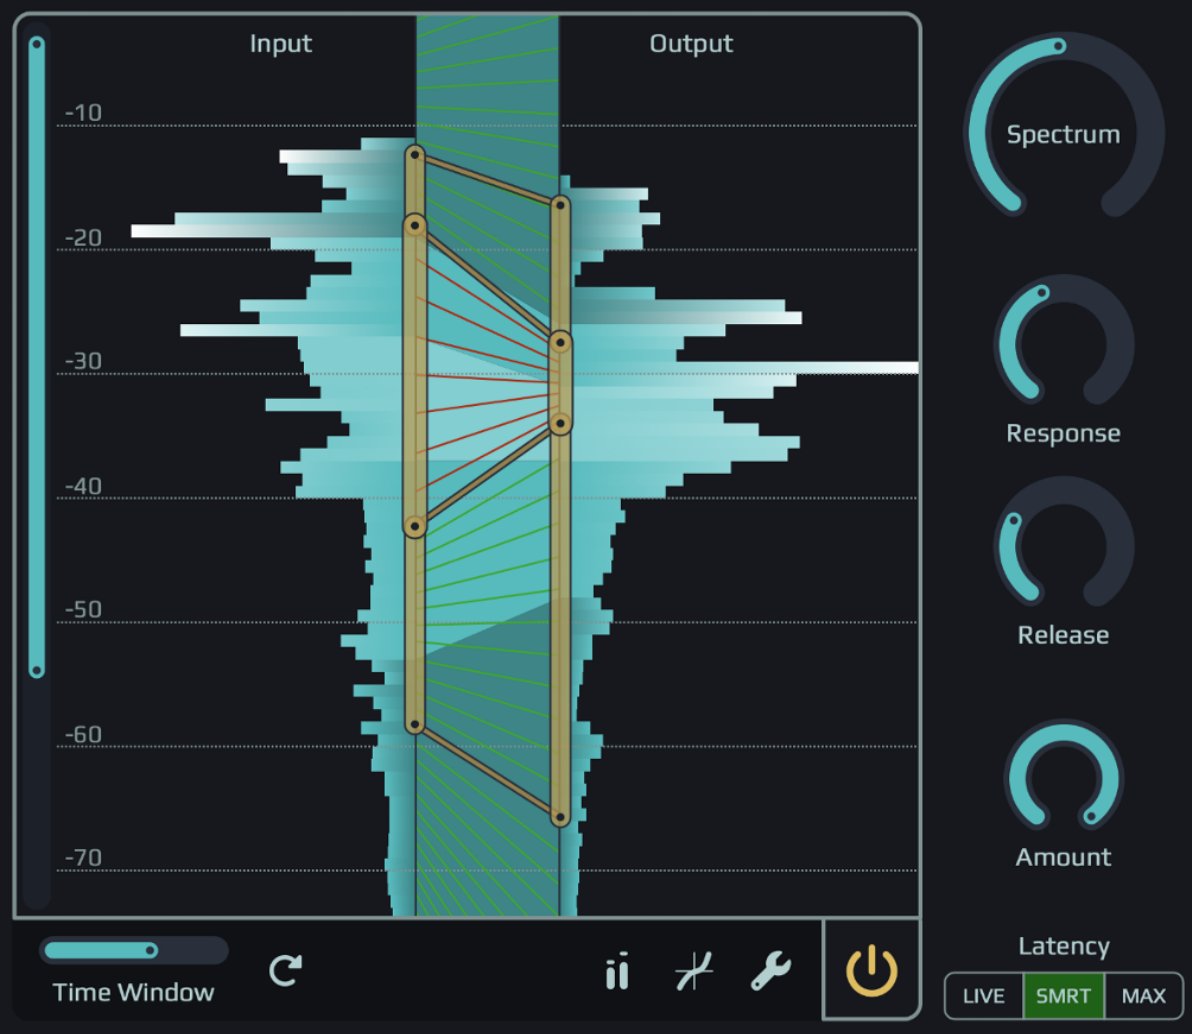 Input
Output
-10
-20
-30
-40
-50
-60
-70
Spectrum
Response
Release
Amount
Time Window
Latency
LIVE
SMRT
MAX